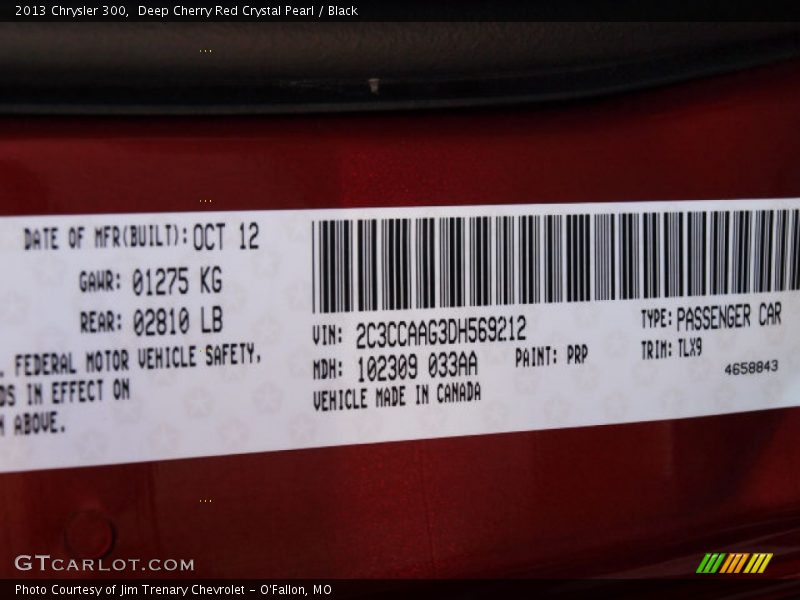 2013 Chrysler 300,  Deep Cherry Red Crystal Pearl / Black
DATE OF MFR(BUILT): OCT 12
GAWR: 01275 KG
REAR: 02810 LB
. FEDERAL MOTOR VEHICLE SAFETY,
DS IN EFFECT ON
ABOVE.
VIN: 2C3CCAAG3DH569212
MDH: 102309 033AA
PAINT: PRP
VEHICLE MADE IN CANADA
TYPE: PASSENGER CAR
TRIM: TLX9
4658843
GTCARLOT.COM
Photo Courtesy of Jim Trenary Chevrolet - O'Fallon, MO